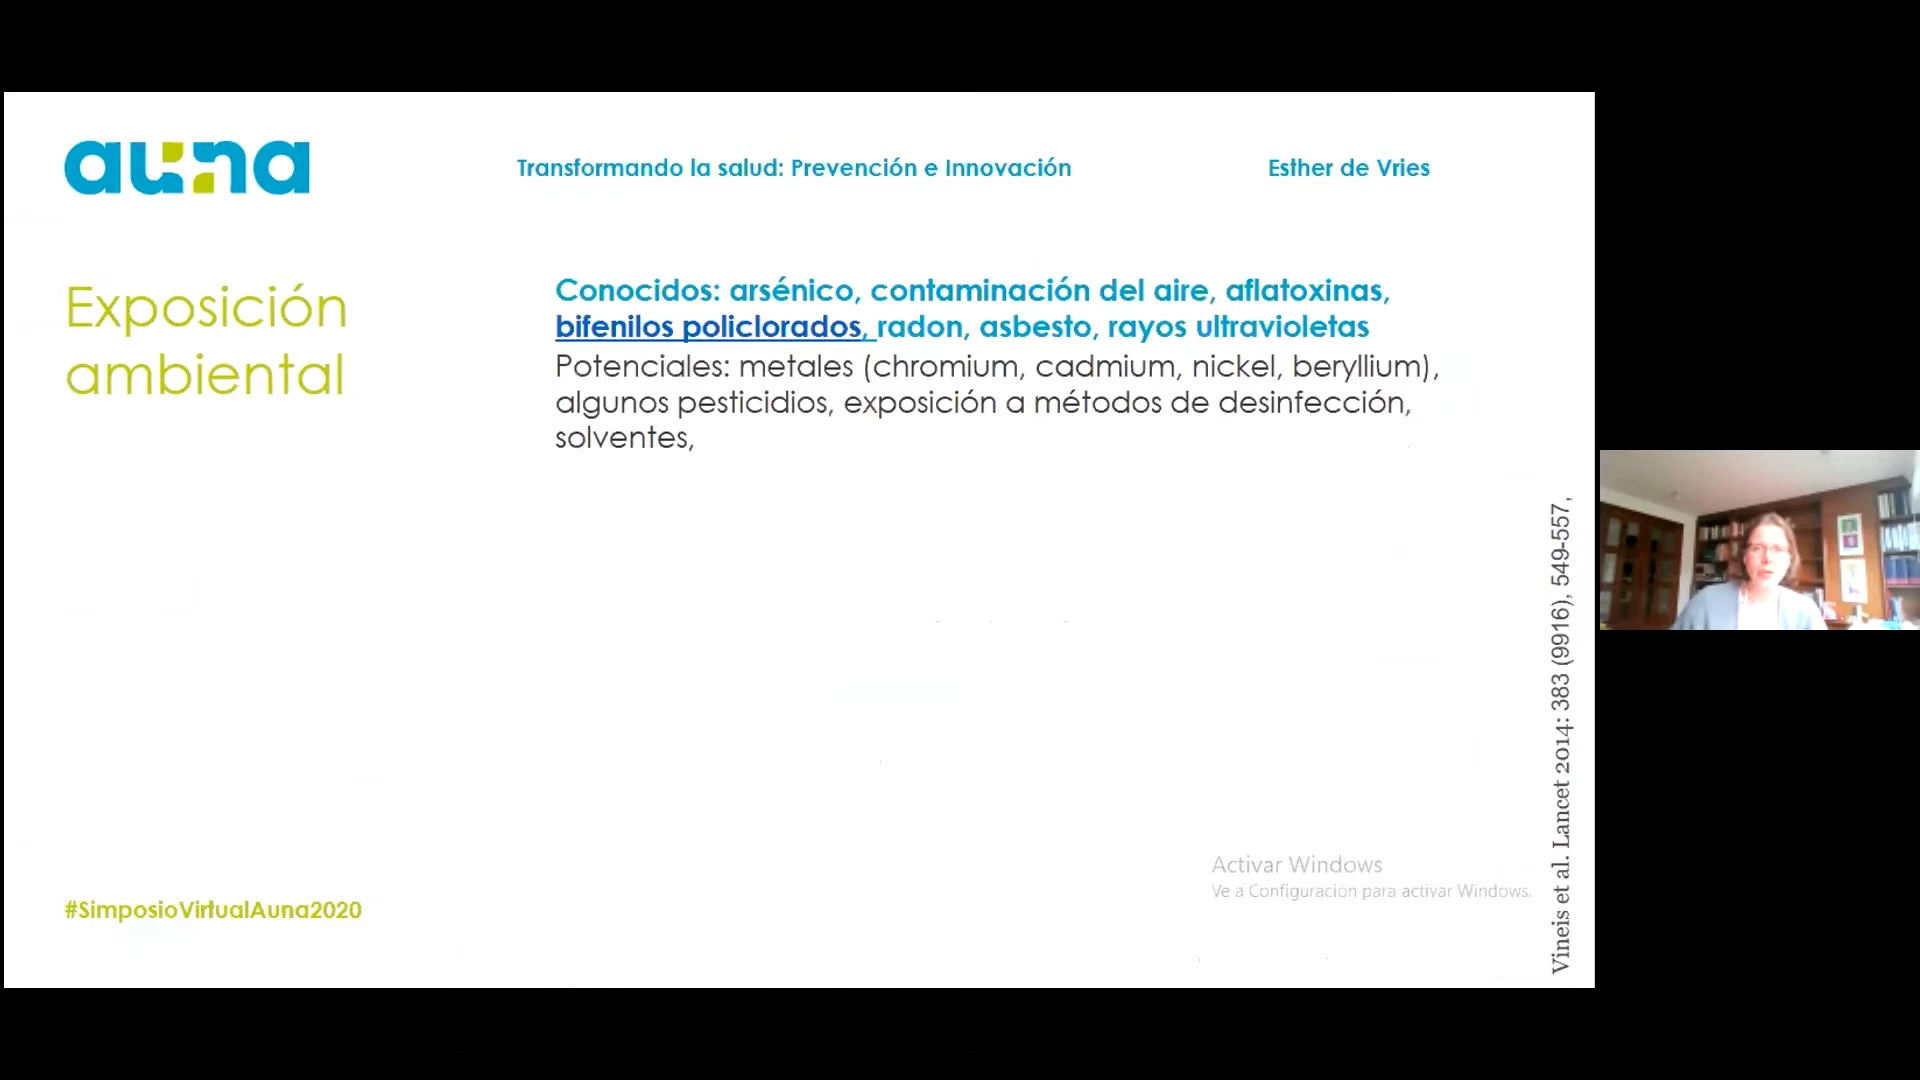 auna
Transformando la salud: Prevención e Innovación
Esther de Vries
Exposición
ambiental
Conocidos: arsénico, contaminación del aire, aflatoxinas,
bifenilos policlorados, radon, asbesto, rayos ultravioletas
Potenciales: metales (chromium, cadmium, nickel, beryllium),
algunos pesticidios, exposición a métodos de desinfección,
solventes,
Vineis et al. Lancet 2014: 383 (9916), 549-557,
Activar Windows
Ve a Configuración para activar Windows.
#SimposioVirtualAuna2020